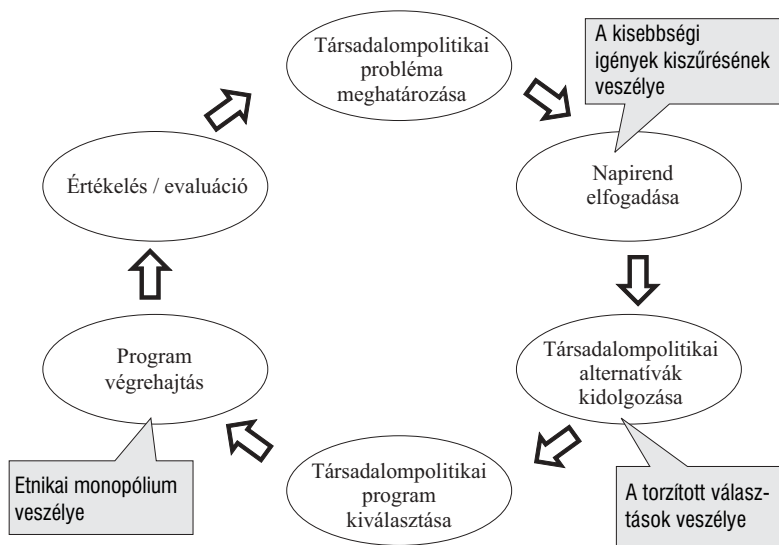 Társadalompolitikai
probléma
meghatározása
A kisebbségi
igények kiszűrésének
veszélye
Napirend
elfogadása
Társadalompolitikai
alternatívák
kidolgozása
A torzított válasz-
tások veszélye
Társadalompolitikai
program
kiválasztása
Program
végrehajtás
Etnikai monopólium
veszélye
Értékelés / evaluáció